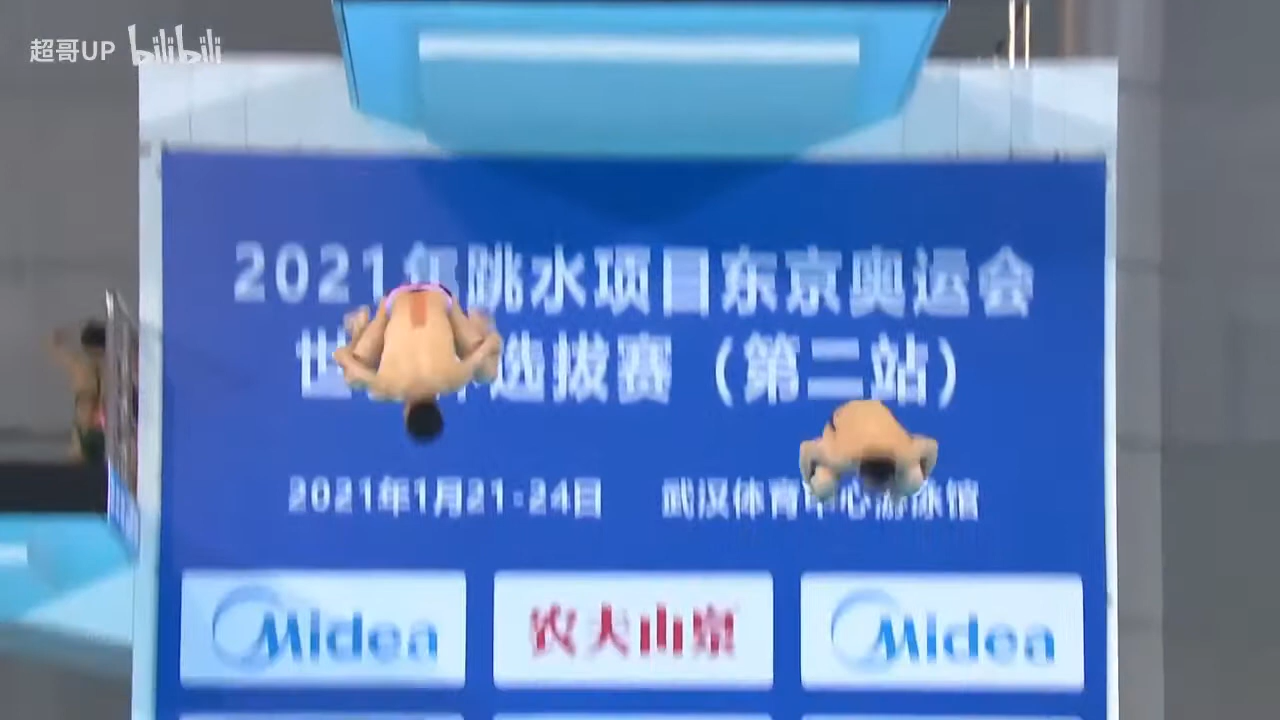 超哥UP bilibili
2021年跳水项目东京奥运会
世 选拔赛（第二站）
2021年1月21-24日 武汉体育中心游泳馆
Midea 农夫山泉 Midea